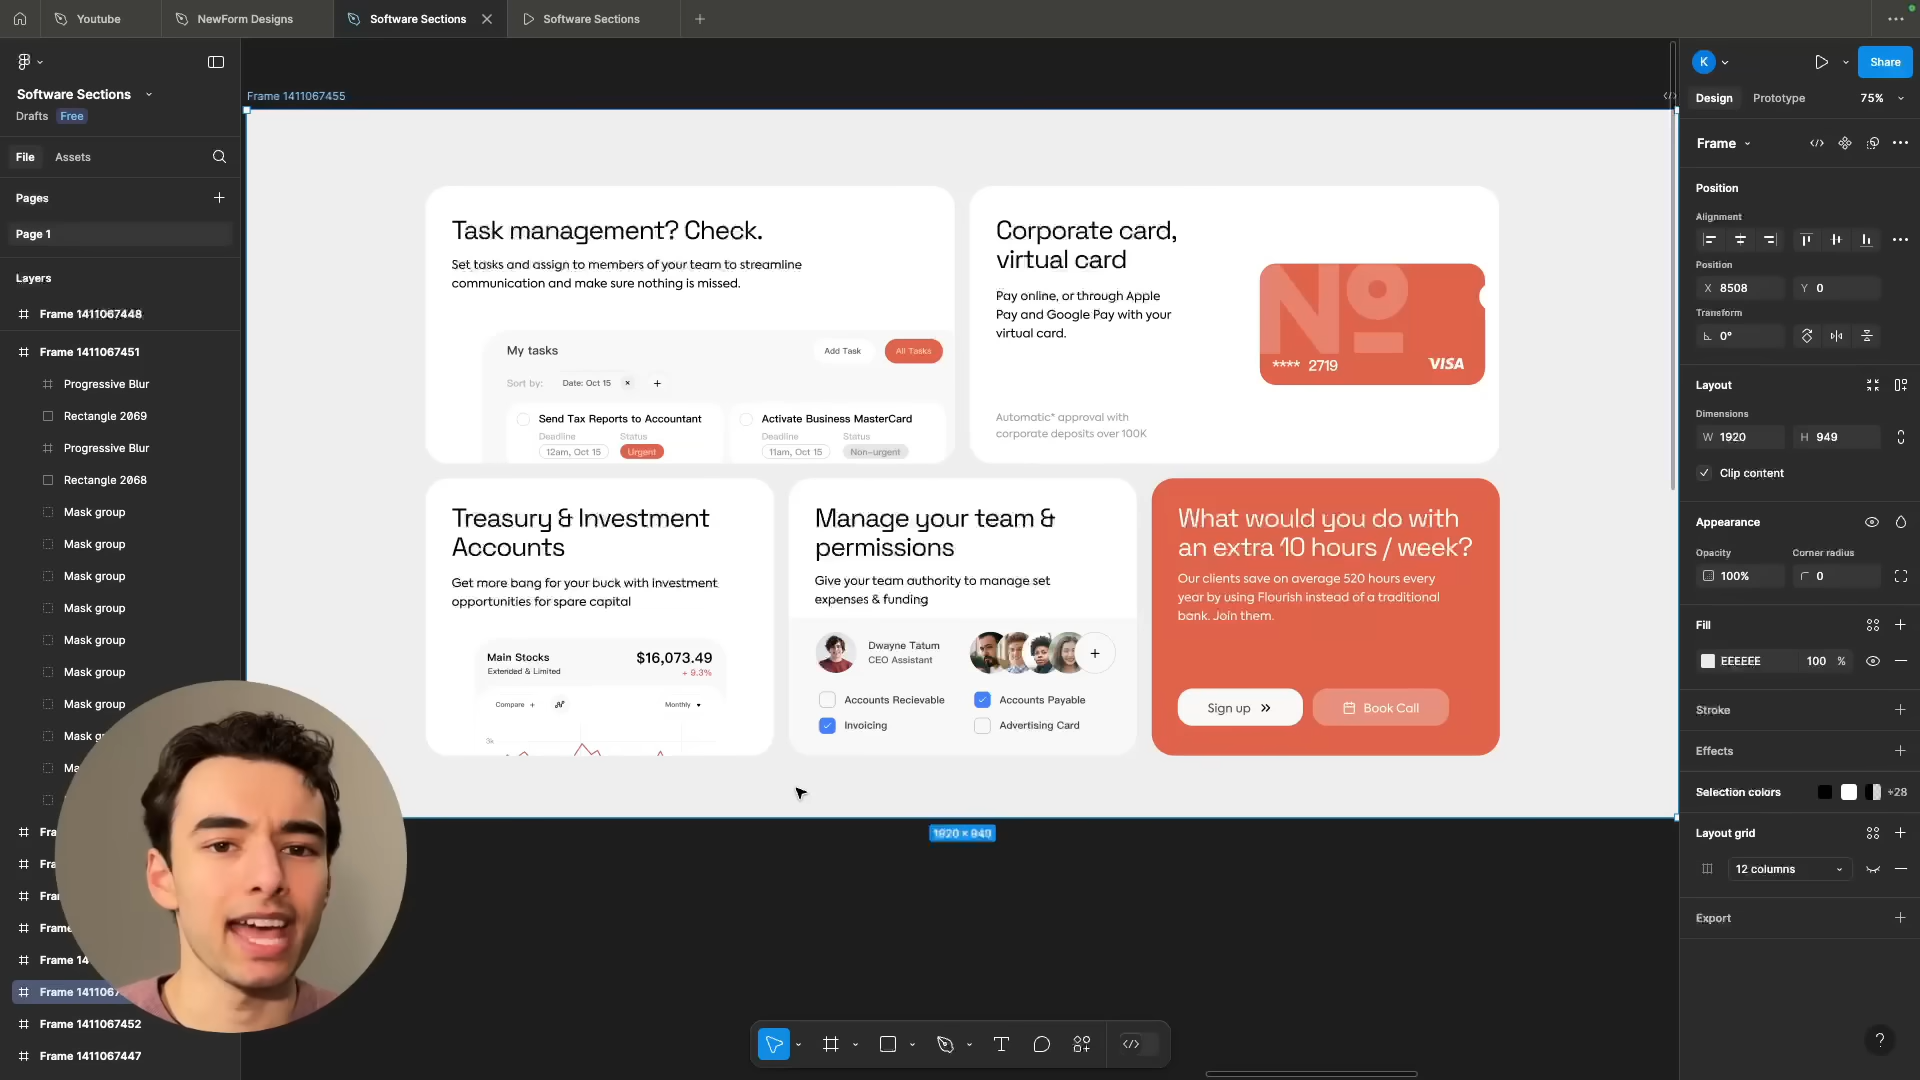 Youtube
NewForm Designs
Software Sections
Software Sections
Software Sections
Drafts
Free
File
Assets
Pages
Page 1
Layers
Frame 1411067448
Frame 1411067451
Progressive Blur
Rectangle 2069
Progressive Blur
Rectangle 2068
Mask group
Mask group
Mask group
Mask group
Mask group
Mask group
Mask group
Mask g
Ma
Fra
Fra
Fra
Frame
Frame 14
Frame 141106
Frame 1411067452
Frame 1411067447
Frame 1411067455
Task management? Check.
Set tasks and assign to members of your team to streamline
communication and make sure nothing is missed.
My tasks
Add Task
All Tasks
Sort by:
Date: Oct 15
×
+
Send Tax Reports to Accountant
Deadline
Status
12am, Oct 15
Urgent
Activate Business MasterCard
Deadline
Status
11am, Oct 15
Non-urgent
Corporate card,
virtual card
Pay online, or through Apple
Pay and Google Pay with your
virtual card.
Automatic* approval with
corporate deposits over 100K
No
**** 2719
VISA
Treasury & Investment
Accounts
Get more bang for your buck with investment
opportunities for spare capital
Main Stocks
Extended & Limited
$16,073.49
+ 9.3%
Compare +
Monthly
Manage your team &
permissions
Give your team authority to manage set
expenses & funding
Dwayne Tatum
CEO Assistant
+
Accounts Recievable
Accounts Payable
Invoicing
Advertising Card
What would you do with
an extra 10 hours / week?
Our clients save on average 520 hours every
year by using Flourish instead of a traditional
bank. Join them.
Sign up
Book Call
K
Share
Design
Prototype
75%
Frame
Position
Alignment
Position
X 8508
Y 0
Transform
0°
Layout
Dimensions
W 1920
H 949
Clip content
Appearance
Opacity
Corner radius
100%
0
Fill
EEEEEE
100 %
Stroke
Effects
Selection colors
+28
Layout grid
12 columns
Export
?